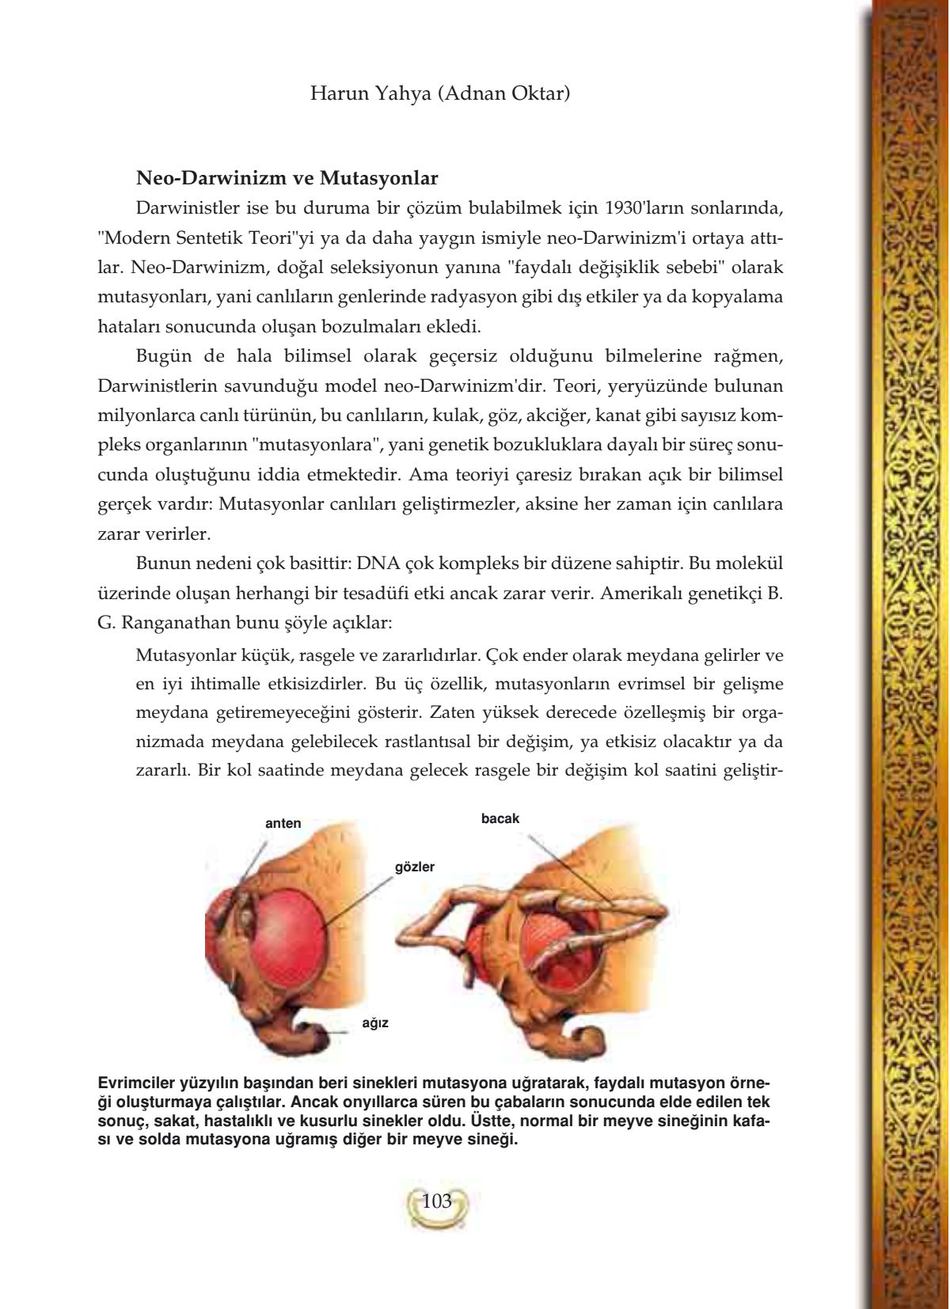 Harun Yahya (Adnan Oktar)
Neo-Darwinizm ve Mutasyonlar
Darwinistler ise bu duruma bir çözüm bulabilmek için 1930'ların sonlarında,
"Modern Sentetik Teori"yi ya da daha yaygın ismiyle neo-Darwinizm'i ortaya attı-
lar. Neo-Darwinizm, doğal seleksiyonun yanına "faydalı değişiklik sebebi" olarak
mutasyonları, yani canlıların genlerinde radyasyon gibi dış etkiler ya da kopyalama
hataları sonucunda oluşan bozulmaları ekledi.
Bugün de hala bilimsel olarak geçersiz olduğunu bilmelerine rağmen,
Darwinistlerin savunduğu model neo-Darwinizm'dir. Teori, yeryüzünde bulunan
milyonlarca canlı türünün, bu canlıların, kulak, göz, akciğer, kanat gibi sayısız kom-
pleks organlarının "mutasyonlara", yani genetik bozukluklara dayalı bir süreç sonu-
cunda oluştuğunu iddia etmektedir. Ama teoriyi çaresiz bırakan açık bir bilimsel
gerçek vardır: Mutasyonlar canlıları geliştirmezler, aksine her zaman için canlılara
zarar verirler.
Bunun nedeni çok basittir: DNA çok kompleks bir düzene sahiptir. Bu molekül
üzerinde oluşan herhangi bir tesadüfi etki ancak zarar verir. Amerikalı genetikçi B.
G. Ranganathan bunu şöyle açıklar:
Mutasyonlar küçük, rasgele ve zararlıdırlar. Çok ender olarak meydana gelirler ve
en iyi ihtimalle etkisizdirler. Bu üç özellik, mutasyonların evrimsel bir gelişme
meydana getiremeyeceğini gösterir. Zaten yüksek derecede özelleşmiş bir orga-
nizmada meydana gelebilecek rastlantısal bir değişim, ya etkisiz olacaktır ya da
zararlı. Bir kol saatinde meydana gelecek rasgele bir değişim kol saatini geliştir-
anten
bacak
gözler
ağız
Evrimciler yüzyılın başından beri sinekleri mutasyona uğratarak, faydalı mutasyon örne-
ği oluşturmaya çalıştılar. Ancak onyıllarca süren bu çabaların sonucunda elde edilen tek
sonuç, sakat, hastalıklı ve kusurlu sinekler oldu. Üstte, normal bir meyve sineğinin kafa-
sı ve solda mutasyona uğramış diğer bir meyve sineği.
103